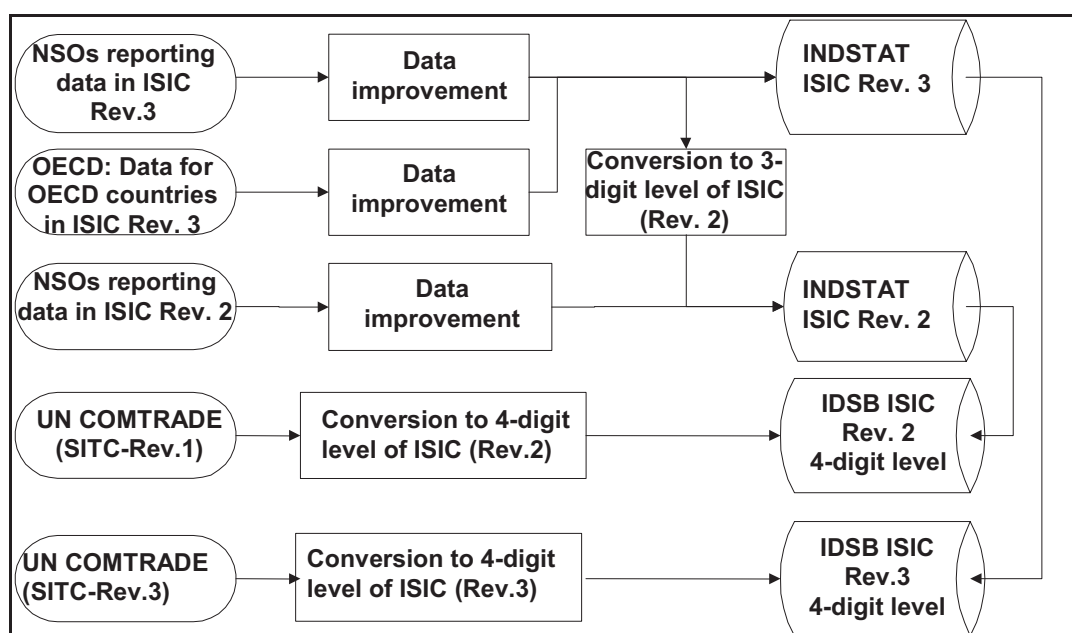 NSOs reporting
data in ISIC
Rev.3
Data
improvement
INDSTAT
ISIC Rev. 3
OECD: Data for
OECD countries
in ISIC Rev. 3
Data
improvement
Conversion to 3-
digit level of ISIC
(Rev. 2)
NSOs reporting
data in ISIC Rev. 2
Data
improvement
INDSTAT
ISIC Rev. 2
UN COMTRADE
(SITC-Rev.1)
Conversion to 4-digit
level of ISIC (Rev.2)
IDSB ISIC
Rev. 2
4-digit level
UN COMTRADE
(SITC-Rev.3)
Conversion to 4-digit
level of ISIC (Rev.3)
IDSB ISIC
Rev.3
4-digit level